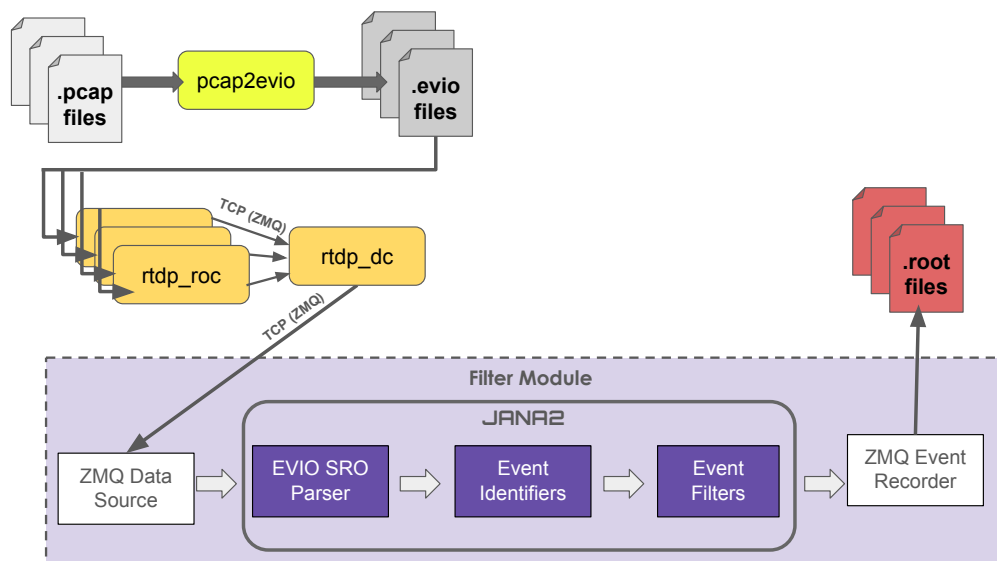 .pcap
files
pcap2evio
.evio
files
TCP (ZMQ)
rtdp_roc
rtdp_dc
TCP (ZMQ)
.root
files
Filter Module
JANA2
ZMQ Data
Source
EVIO SRO
Parser
Event
Identifiers
Event
Filters
ZMQ Event
Recorder